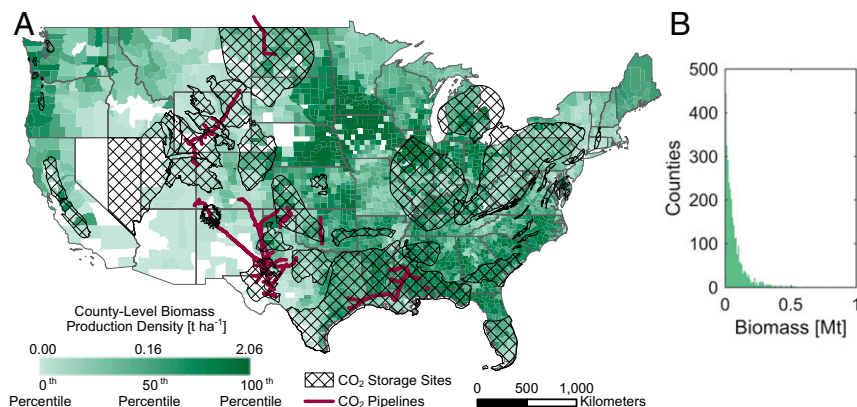 A
County-Level Biomass
Production Density [t ha⁻¹]
0.00 0.16 2.06
0ᵗʰ 50ᵗʰ 100ᵗʰ
Percentile Percentile Percentile
CO₂ Storage Sites
CO₂ Pipelines
0 500 1,000
Kilometers
B
500
400
300
200
100
0
Counties
0 0.5 1
Biomass [Mt]